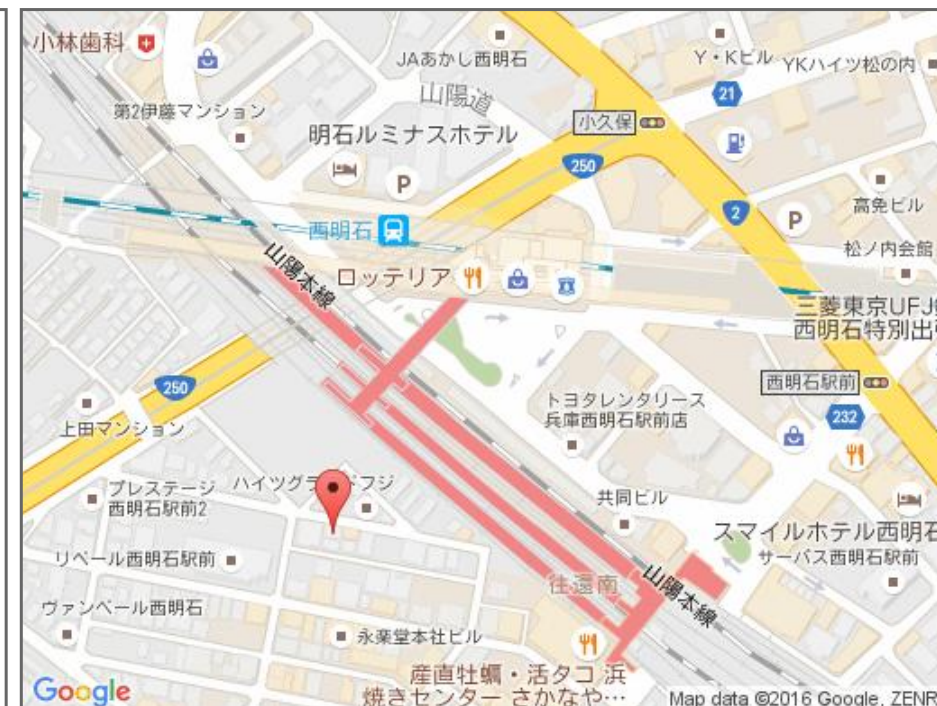 小林歯科
JAあかし西明石
Y・Kビル
YKハイツ松の内
21
第2伊藤マンション
山陽道
小久保
明石ルミナスホテル
250
P
2
P
高免ビル
西明石
松ノ内会館
山陽本線
ロッテリア
三菱東京UFJ
西明石特別出
250
西明石駅前
232
トヨタレンタリース
兵庫西明石駅前店
上田マンション
プレステージ
西明石駅前2
共同ビル
スマイルホテル西明石
サーパス西明石駅前
リベール西明石駅前
往還南
山陽本線
ヴァンベール西明石
永薬堂本社ビル
産直牡蠣・活タコ 浜
焼きセンター さかなや…
Google
Map data ©2016 Google, ZENR